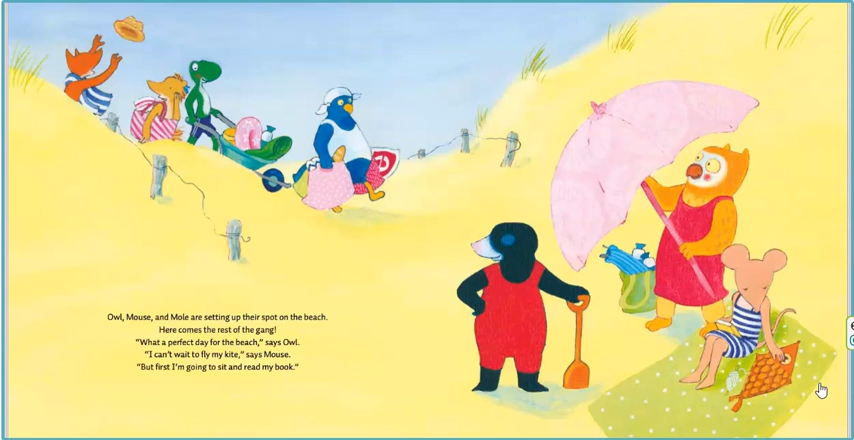 Owl, Mouse, and Mole are setting up their spot on the beach.
Here comes the rest of the gang!
“What a perfect day for the beach,” says Owl.
“I can’t wait to fly my kite,” says Mouse.
“But first I’m going to sit and read my book.”